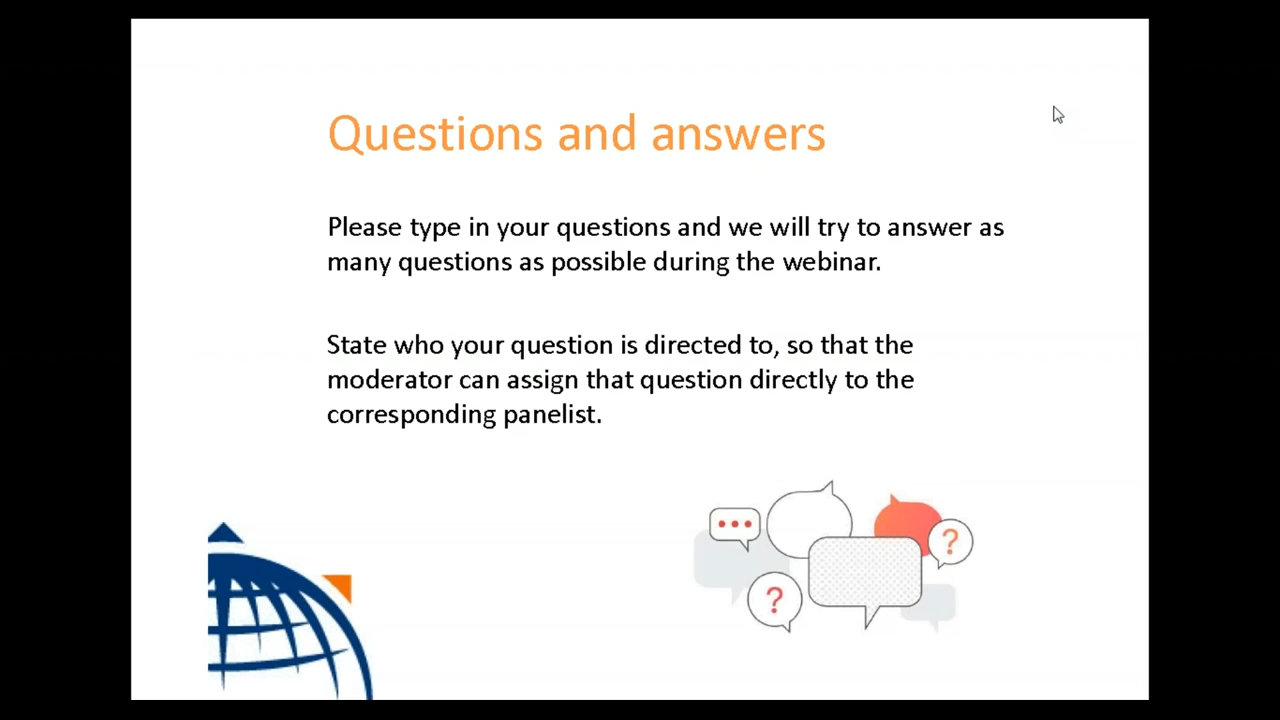 Questions and answers
Please type in your questions and we will try to answer as
many questions as possible during the webinar.
State who your question is directed to, so that the
moderator can assign that question directly to the
corresponding panelist.
?
?